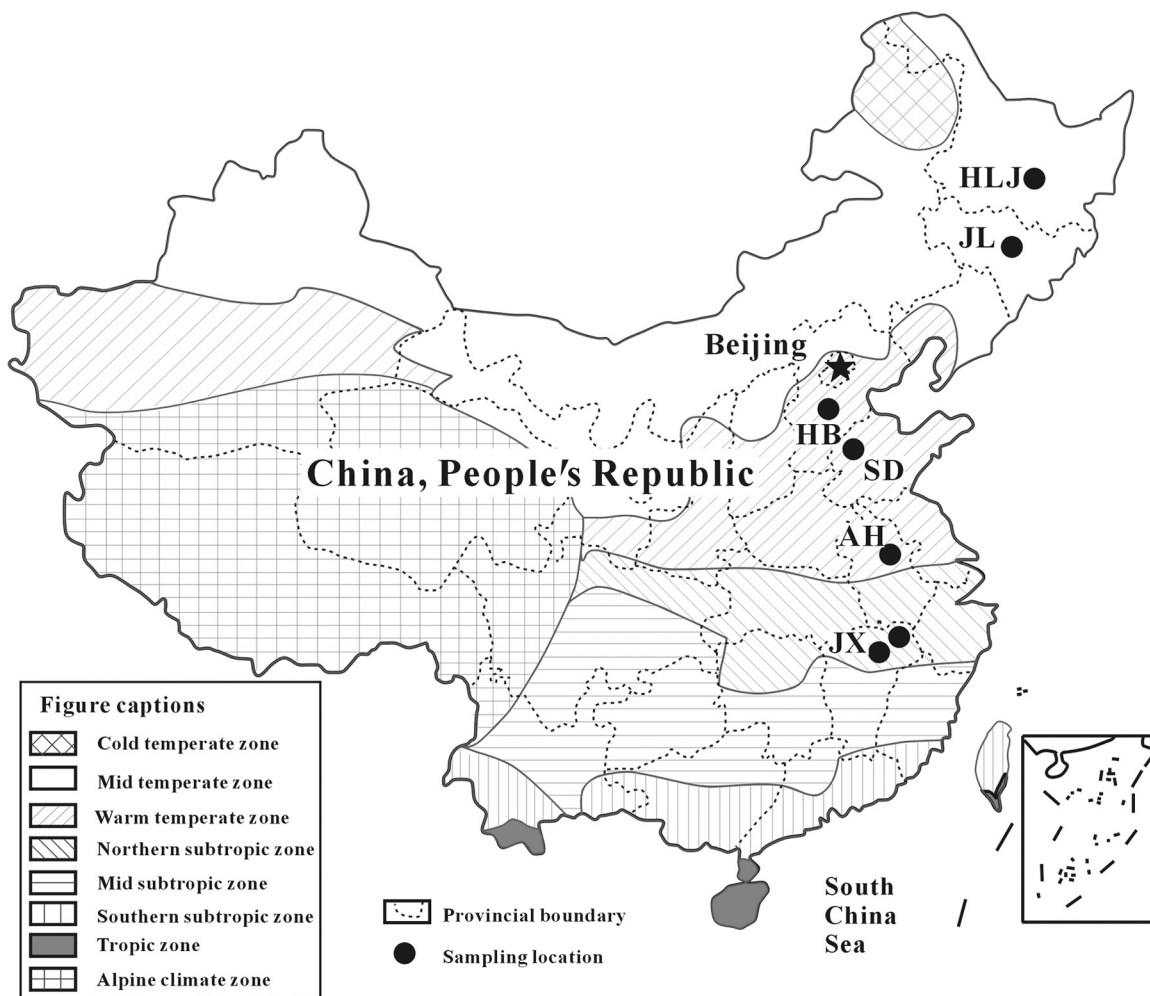 HLJ
JL
Beijing
HB
China, People's Republic
SD
AH
JX
Figure captions
Cold temperate zone
Mid temperate zone
Warm temperate zone
Northern subtropic zone
Mid subtropic zone
Southern subtropic zone
Tropic zone
Alpine climate zone
Provincial boundary
Sampling location
South
China
Sea